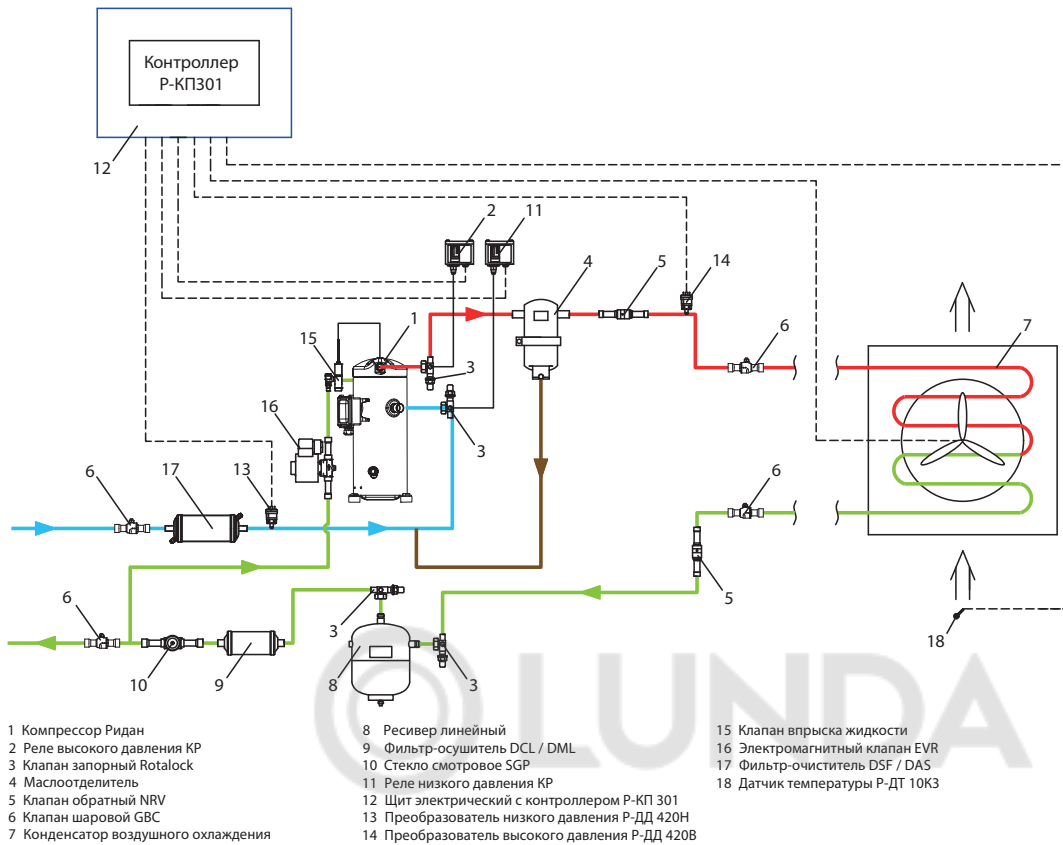 Контроллер
Р-КП301
12
2
11
4
5
14
1
15
3
6
7
16
3
6
17
13
6
5
3
18
6
10
9
8
3
LUNDA
1 Компрессор Ридан
2 Реле высокого давления КР
3 Клапан запорный Rotalock
4 Маслоотделитель
5 Клапан обратный NRV
6 Клапан шаровой GBC
7 Конденсатор воздушного охлаждения
8 Ресивер линейный
9 Фильтр-осушитель DCL / DML
10 Стекло смотровое SGP
11 Реле низкого давления КР
12 Щит электрический с контроллером Р-КП 301
13 Преобразователь низкого давления Р-ДД 420Н
14 Преобразователь высокого давления Р-ДД 420В
15 Клапан впрыска жидкости
16 Электромагнитный клапан EVR
17 Фильтр-очиститель DSF / DAS
18 Датчик температуры Р-ДТ 10К3